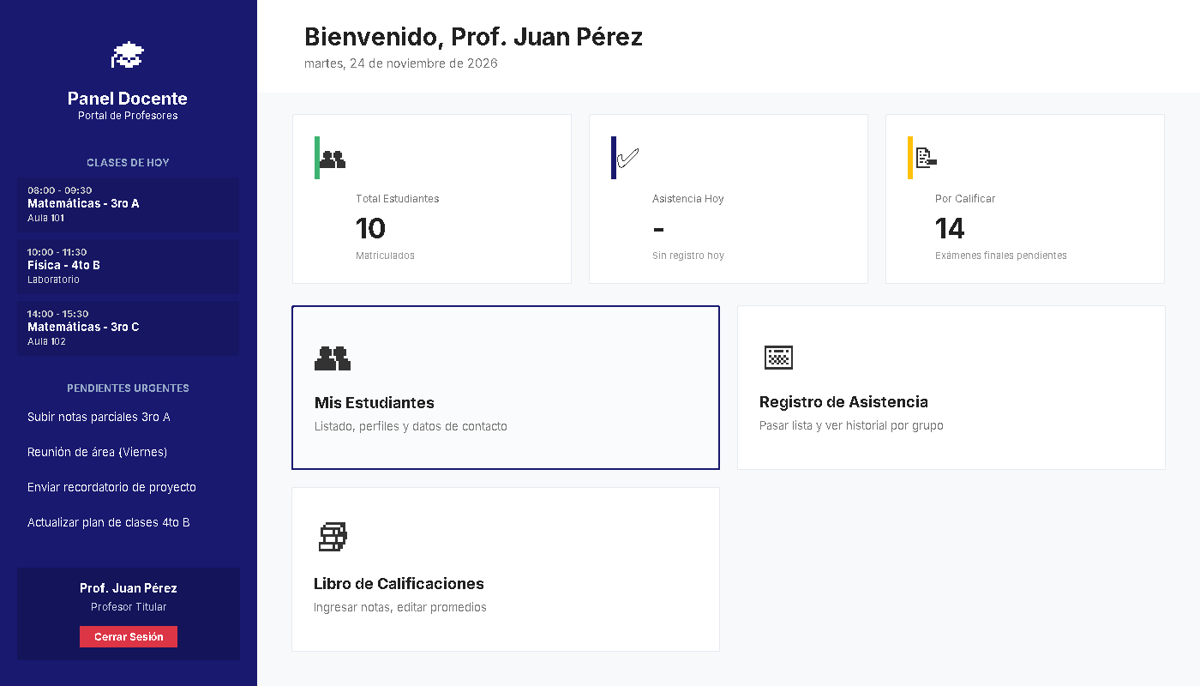 Panel Docente
Portal de Profesores
CLASES DE HOY
08:00 - 09:30
Matemáticas - 3ro A
Aula 101
10:00 - 11:30
Física - 4to B
Laboratorio
14:00 - 15:30
Matemáticas - 3ro C
Aula 102
PENDIENTES URGENTES
Subir notas parciales 3ro A
Reunión de área (Viernes)
Enviar recordatorio de proyecto
Actualizar plan de clases 4to B
Prof. Juan Pérez
Profesor Titular
Cerrar Sesión
Bienvenido, Prof. Juan Pérez
martes, 24 de noviembre de 2026
Total Estudiantes
10
Matriculados
Asistencia Hoy
-
Sin registro hoy
Por Calificar
14
Exámenes finales pendientes
Mis Estudiantes
Listado, perfiles y datos de contacto
Registro de Asistencia
Pasar lista y ver historial por grupo
Libro de Calificaciones
Ingresar notas, editar promedios